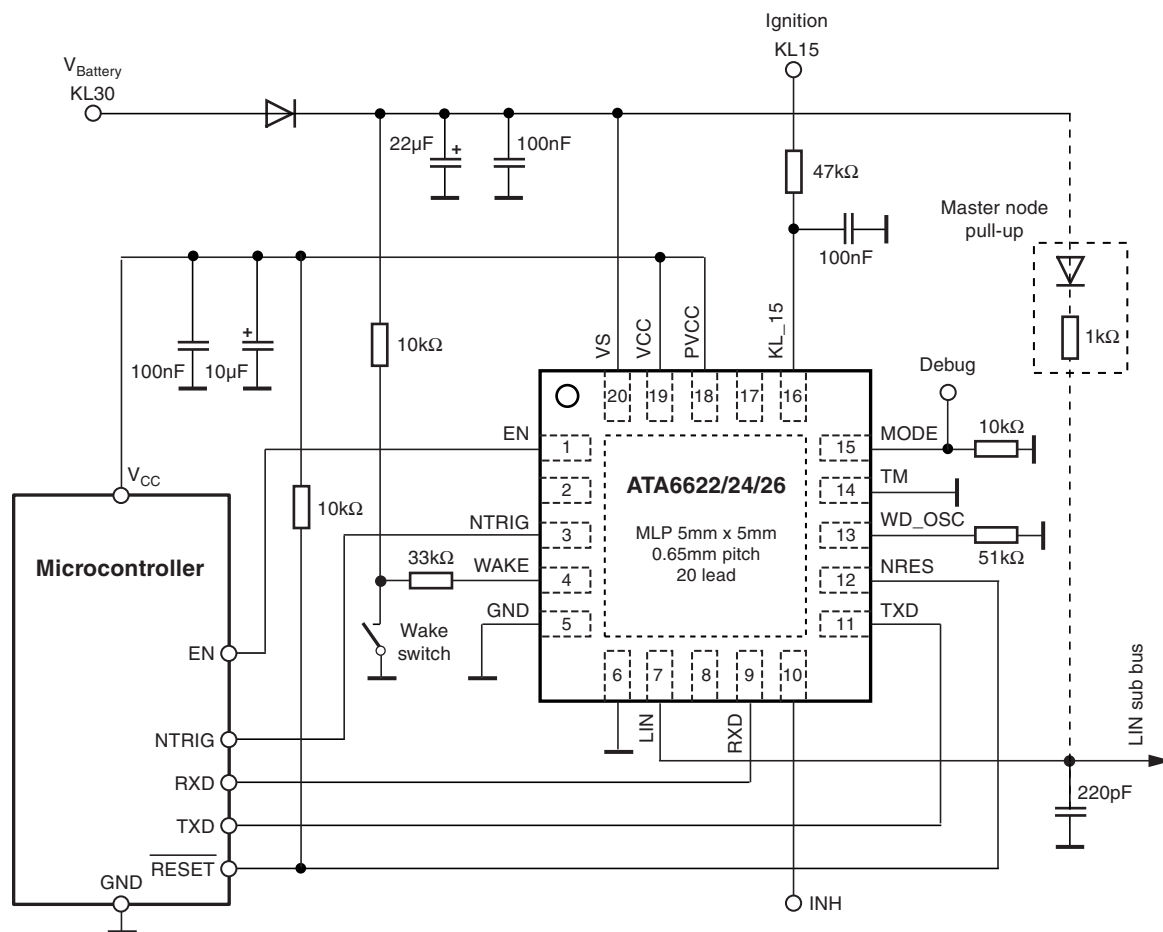 Ignition
KL15
V_Battery
KL30
22µF
+
100nF
47kΩ
Master node
pull-up
100nF
1kΩ
10kΩ
100nF
+
10µF
VS
VCC
PVCC
KL_15
Debug
20
19
18
17
16
EN
1
MODE
15
10kΩ
V_CC
10kΩ
2
ATA6622/24/26
TM
14
NTRIG
3
MLP 5mm x 5mm
0.65mm pitch
20 lead
WD_OSC
13
51kΩ
Microcontroller
33kΩ
WAKE
4
NRES
12
GND
5
TXD
11
Wake
switch
EN
6
7
8
9
10
LIN
RXD
LIN sub bus
NTRIG
RXD
220pF
TXD
RESET
GND
INH